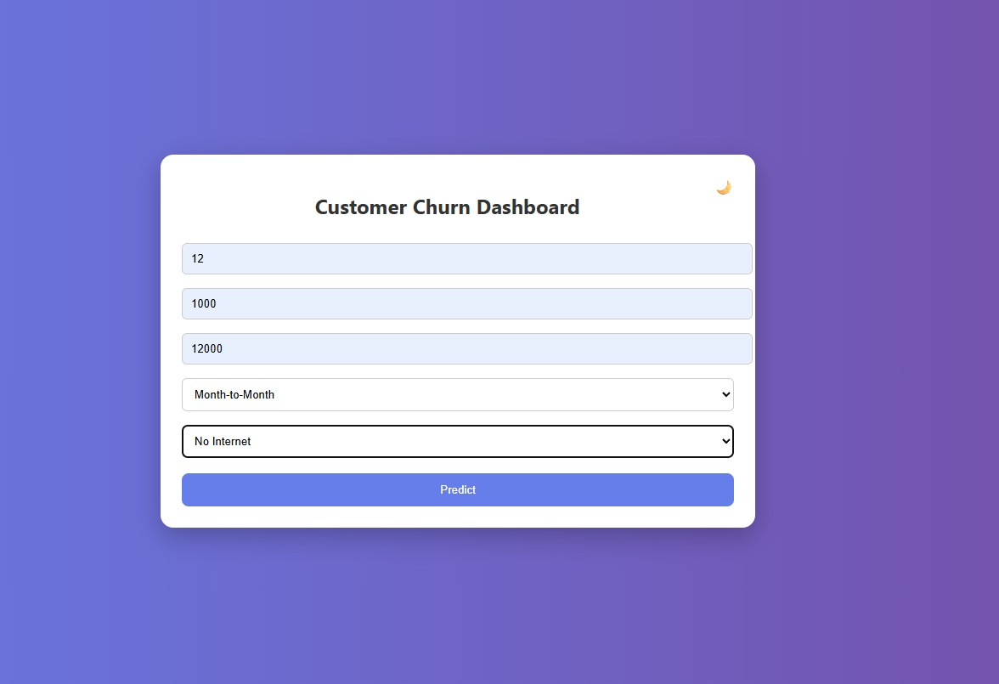 Customer Churn Dashboard
12
1000
12000
Month-to-Month
No Internet
Predict